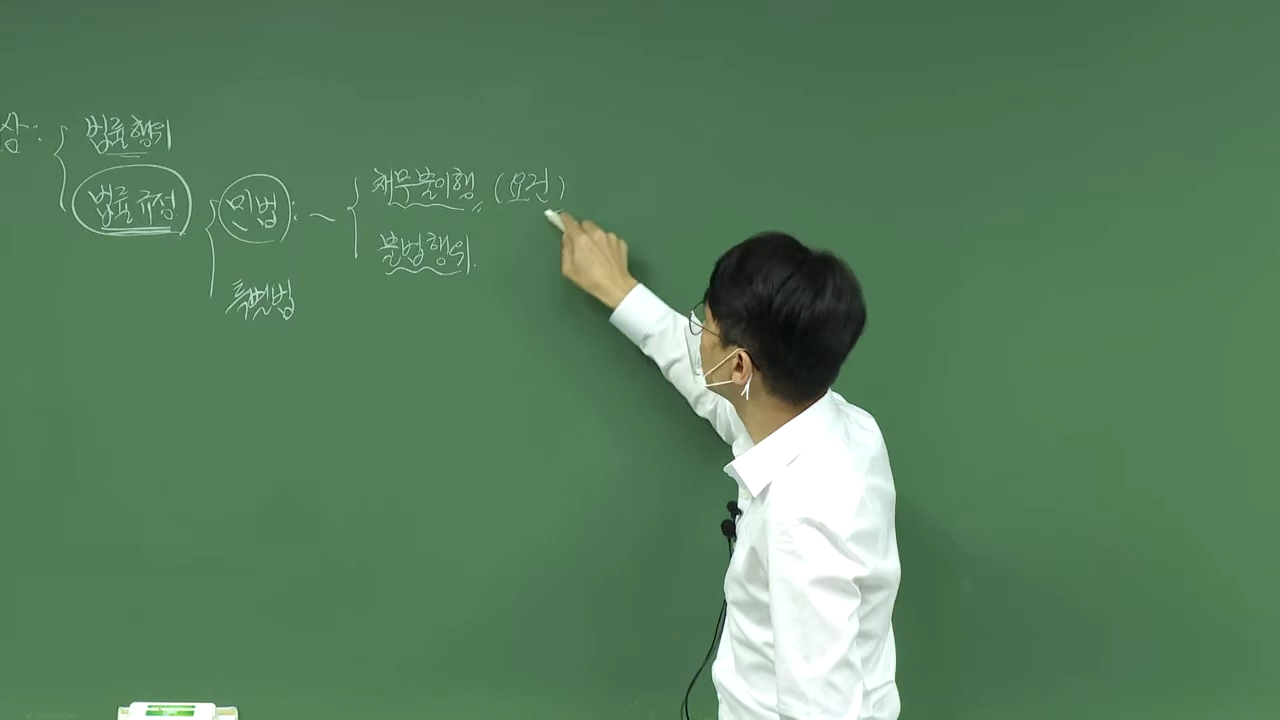 상: 법률행위
법률규정
민법: ~
채무불이행 (요건)
불법행위.
특별법